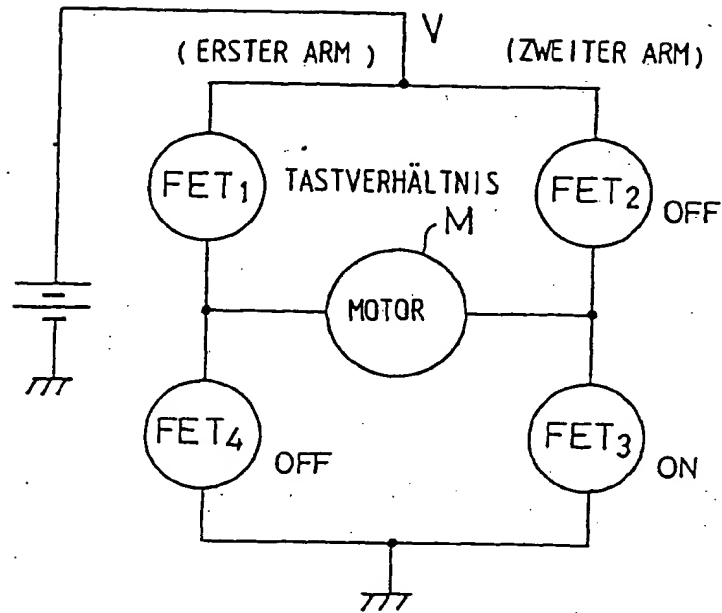 V
( ERSTER ARM )
(ZWEITER ARM)
FET1
TASTVERHÄLTNIS
FET2
OFF
M
MOTOR
FET4
OFF
FET3
ON